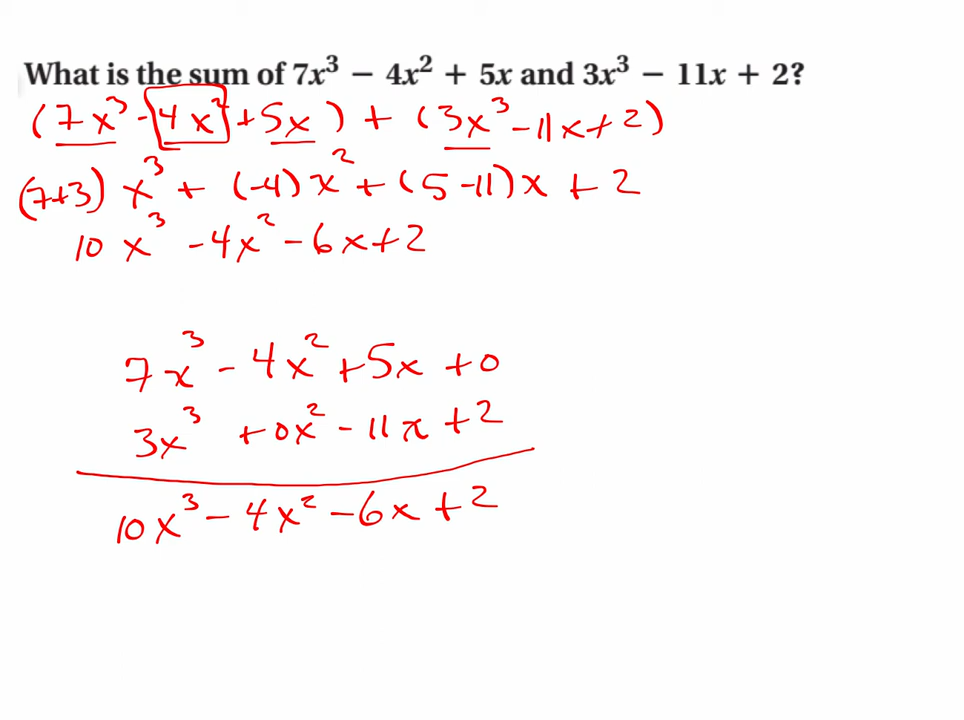 What is the sum of 7x³ − 4x² + 5x and 3x³ − 11x + 2?
(7x³ - 4x² + 5x) + (3x³ - 11x + 2)
(7+3)x³ + (-4)x² + (5 - 11)x + 2
10x³ - 4x² - 6x + 2
7x³ - 4x² + 5x + 0
3x³ + 0x² - 11x + 2
10x³ - 4x² - 6x + 2